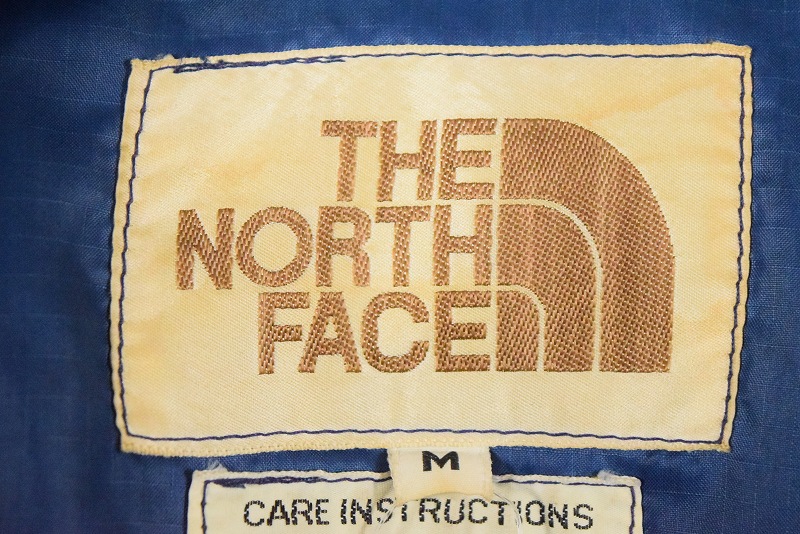 THE
NORTH
FACE
M
CARE INSTRUCTIONS